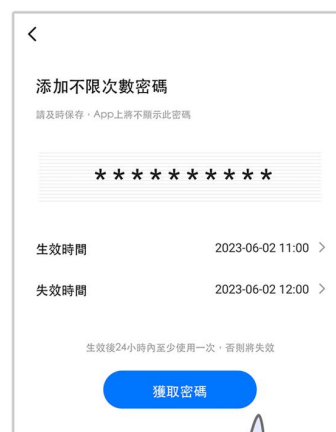 添加不限次數密碼
請及時保存，App上將不顯示此密碼
**********
生效時間 2023-06-02 11:00
失效時間 2023-06-02 12:00
生效後24小時內至少使用一次，否則將失效
獲取密碼